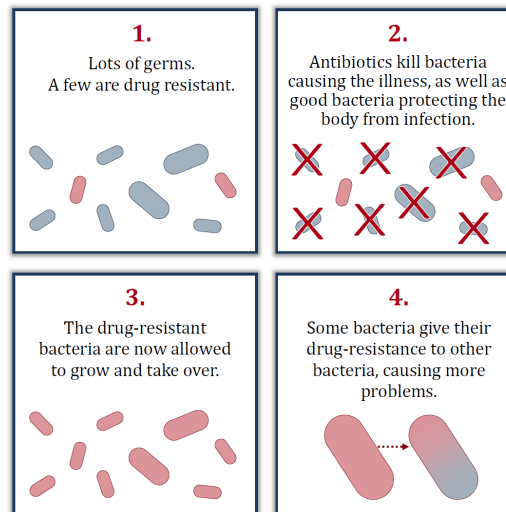 1.
Lots of germs.
A few are drug resistant.
2.
Antibiotics kill bacteria
causing the illness, as well as
good bacteria protecting the
body from infection.
3.
The drug-resistant
bacteria are now allowed
to grow and take over.
4.
Some bacteria give their
drug-resistance to other
bacteria, causing more
problems.